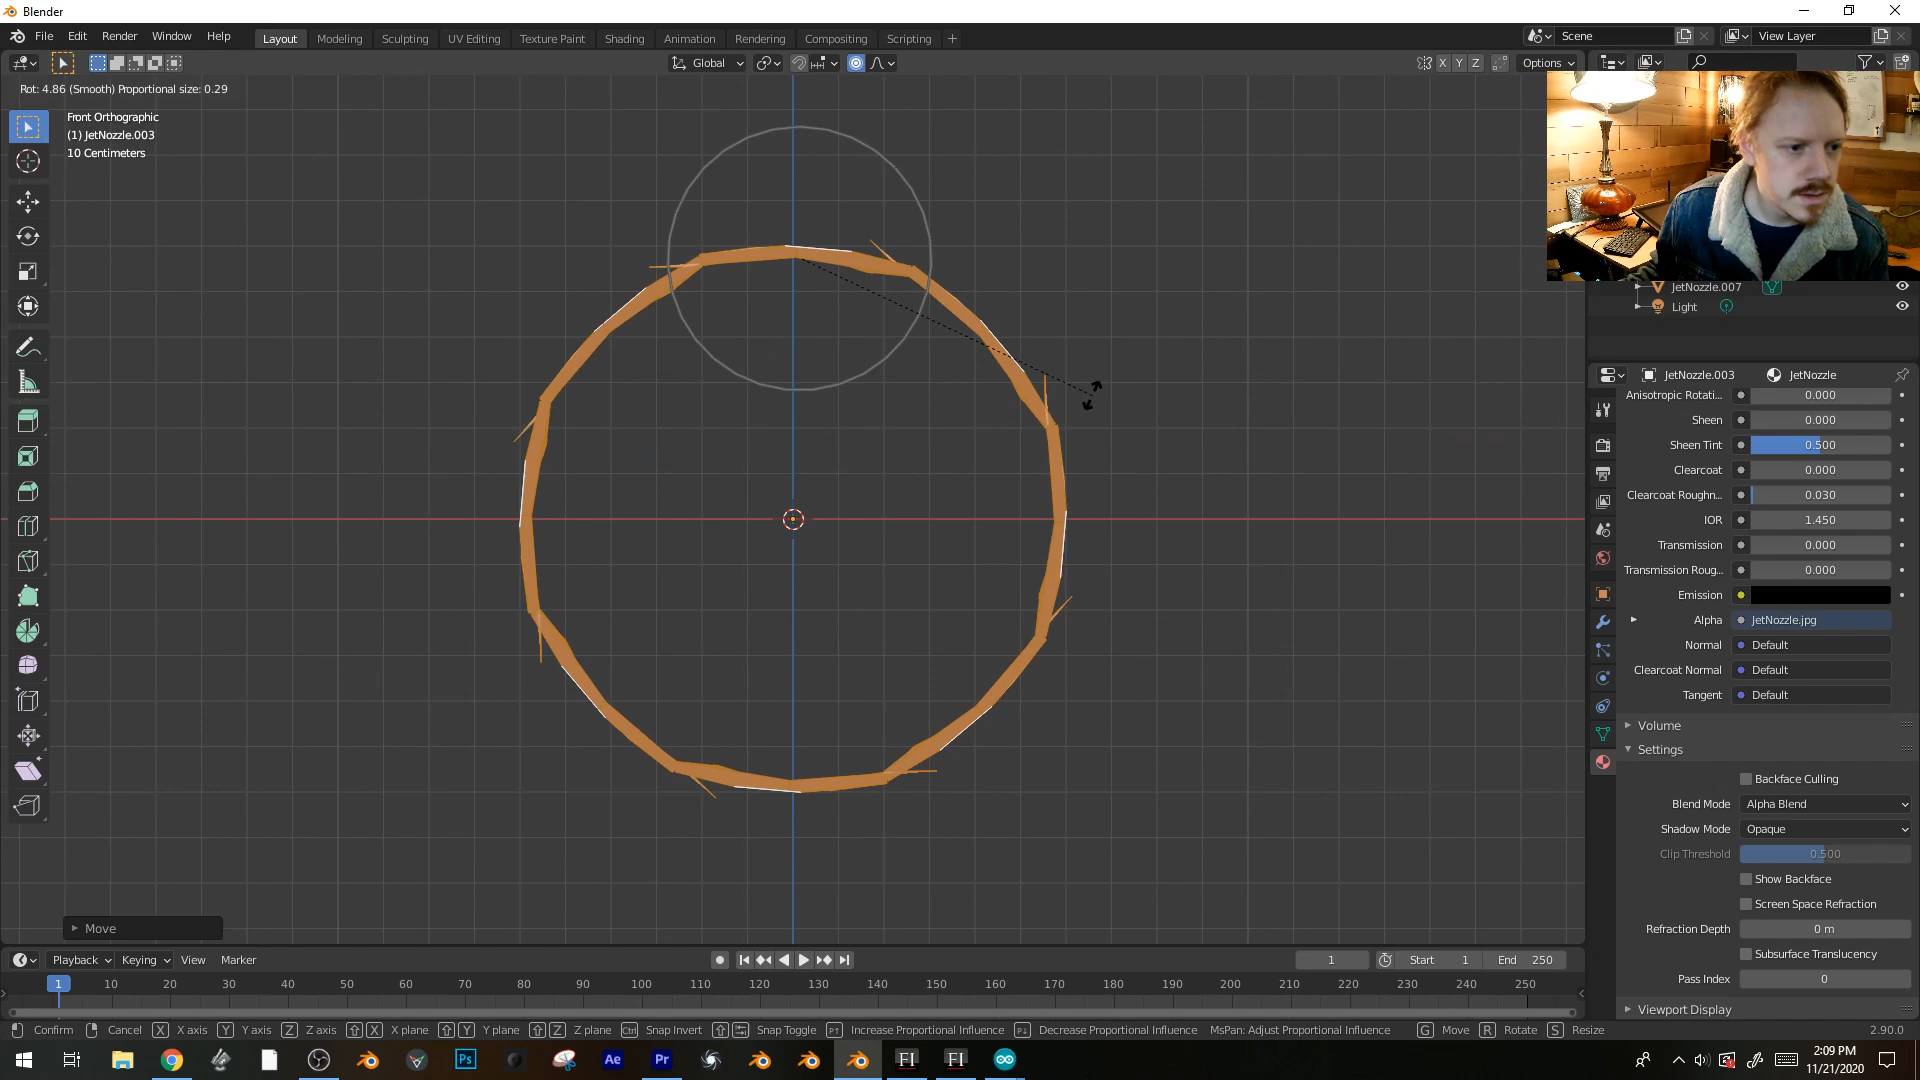 Blender
File Edit Render Window Help
Layout Modeling Sculpting UV Editing Texture Paint Shading Animation Rendering Compositing Scripting +
Scene
View Layer
Global
X Y Z Options
Rot: 4.86 (Smooth) Proportional size: 0.29
Front Orthographic
(1) JetNozzle.003
10 Centimeters
JetNozzle.007
Light
JetNozzle.003 JetNozzle
Anisotropic Rotati... 0.000
Sheen 0.000
Sheen Tint 0.500
Clearcoat 0.000
Clearcoat Roughn... 0.030
IOR 1.450
Transmission 0.000
Transmission Roug... 0.000
Emission
Alpha JetNozzle.jpg
Normal Default
Clearcoat Normal Default
Tangent Default
Volume
Settings
Backface Culling
Blend Mode Alpha Blend
Shadow Mode Opaque
Clip Threshold 0.500
Show Backface
Screen Space Refraction
Refraction Depth 0 m
Subsurface Translucency
Pass Index 0
Viewport Display
Move
Playback Keying View Marker
1 Start 1 End 250
1 10 20 30 40 50 60 70 80 90 100 110 120 130 140 150 160 170 180 190 200 210 220 230 240 250
Confirm Cancel X X axis Y Y axis Z Z axis X X plane Y Y plane Z Z plane Ctrl Snap Invert Snap Toggle Increase Proportional Influence Decrease Proportional Influence MsPan: Adjust Proportional Influence G Move R Rotate S Resize 2.90.0
Ps Ae Pr
2:09 PM
11/21/2020